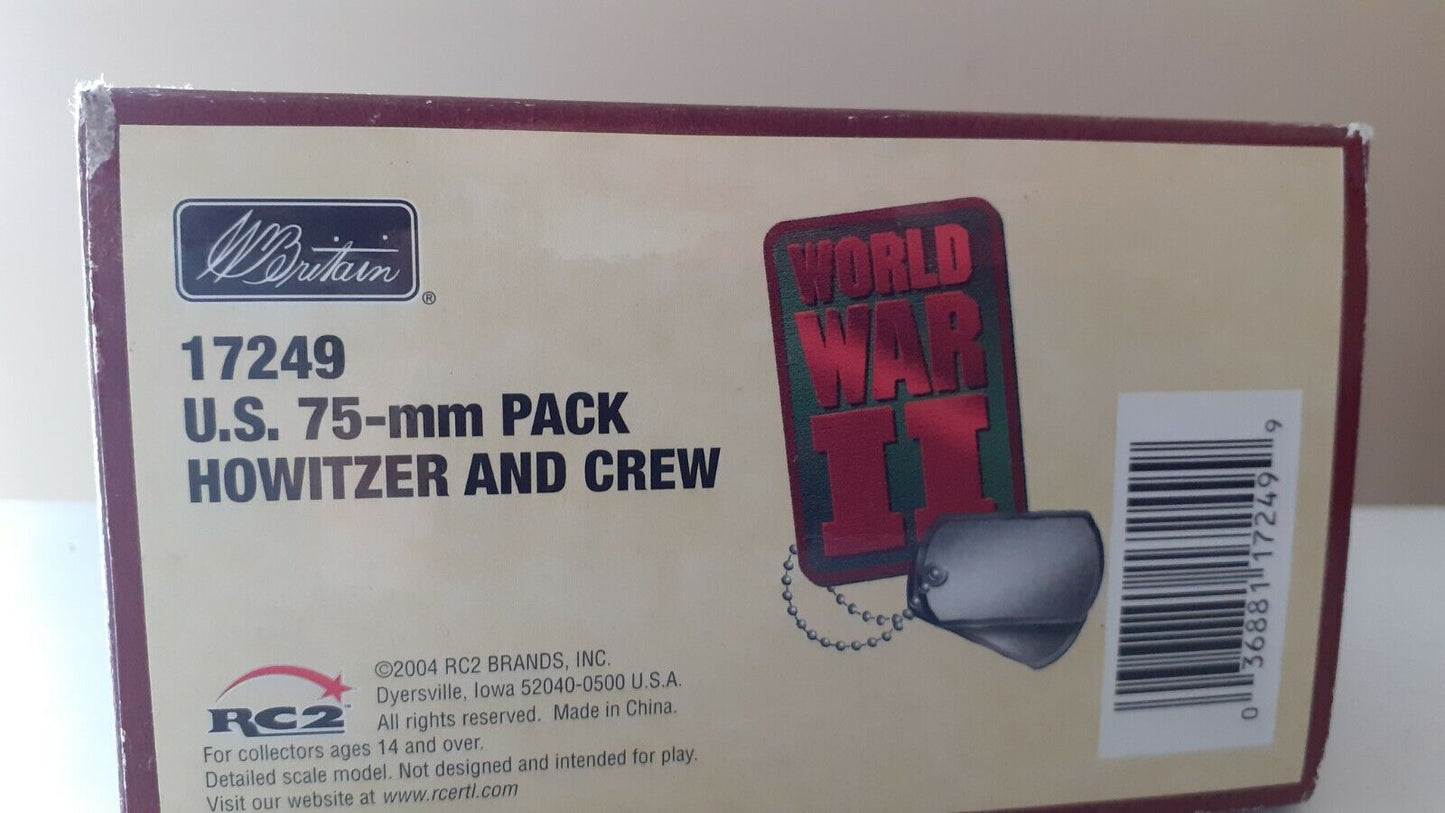 W Britain
®
17249
U.S. 75-mm PACK
HOWITZER AND CREW
WORLD
WAR
II
RC2™
©2004 RC2 BRANDS, INC.
Dyersville, Iowa 52040-0500 U.S.A.
All rights reserved. Made in China.
For collectors ages 14 and over.
Detailed scale model. Not designed and intended for play.
Visit our website at www.rcertl.com
0 36881 17249 9